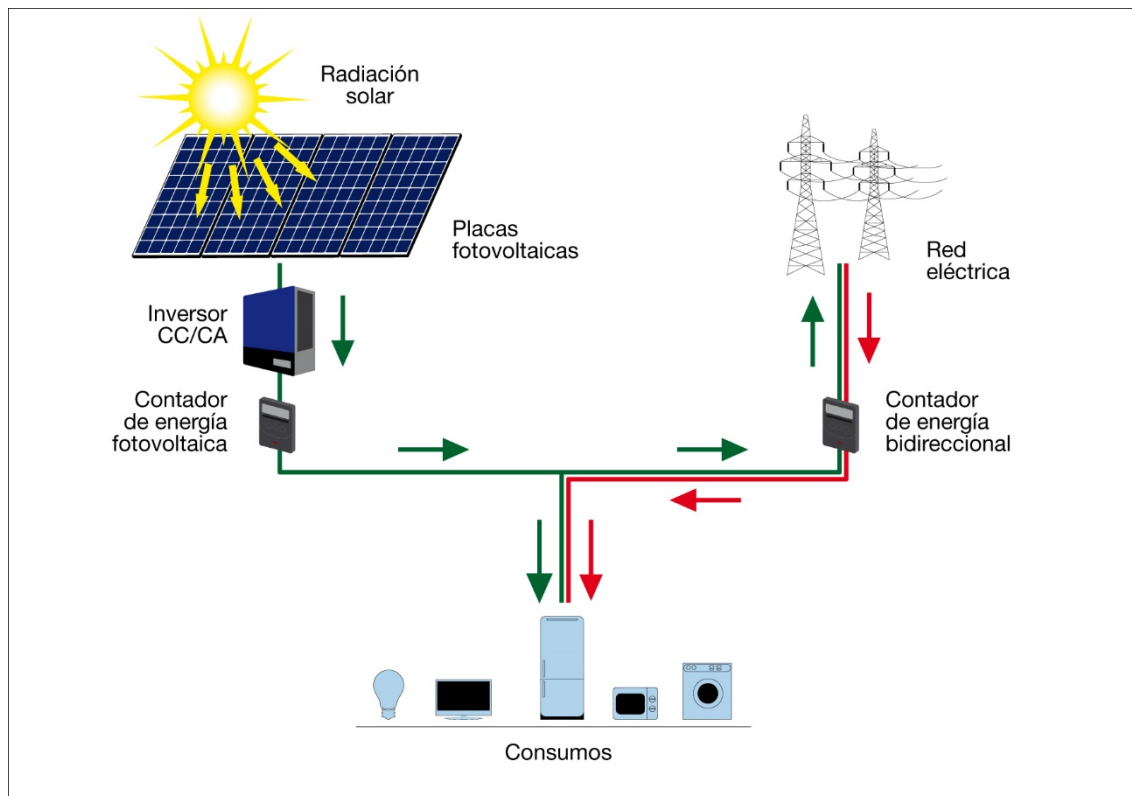 Radiación
solar
Placas
fotovoltaicas
Red
eléctrica
Inversor
CC/CA
Contador
de energía
fotovoltaica
Contador
de energía
bidireccional
Consumos